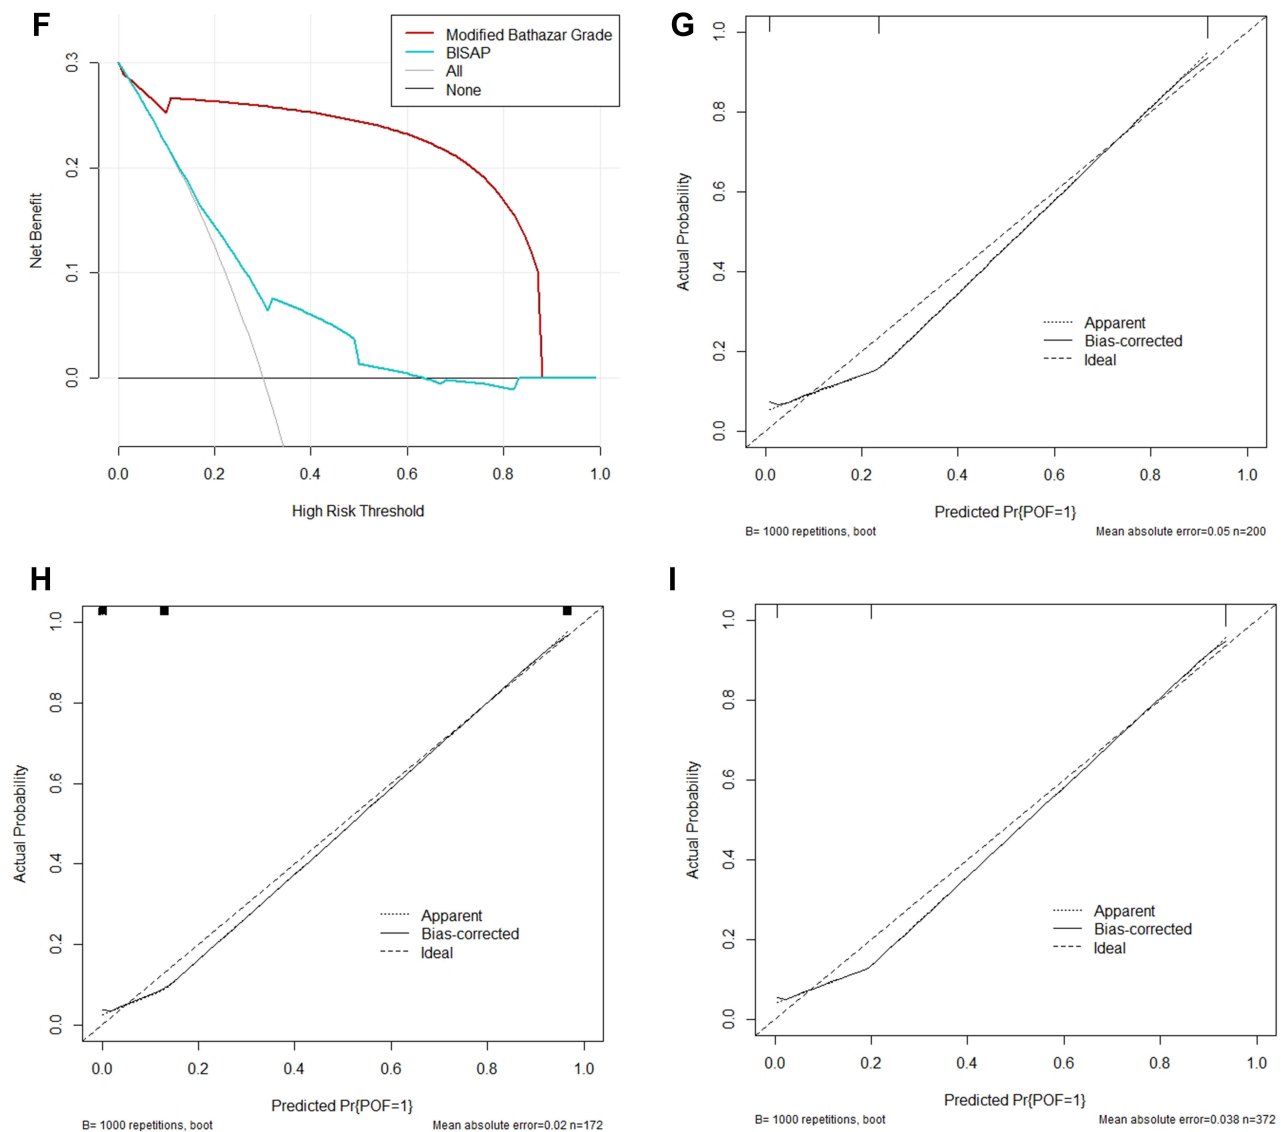 F
Modified Bathazar Grade
BISAP
All
None
0.3
0.2
0.1
0.0
Net Benefit
0.0 0.2 0.4 0.6 0.8 1.0
High Risk Threshold
G
1.0
0.8
0.6
0.4
0.2
0.0
Actual Probability
Apparent
Bias-corrected
Ideal
0.0 0.2 0.4 0.6 0.8 1.0
Predicted Pr{POF=1}
B= 1000 repetitions, boot
Mean absolute error=0.05 n=200
H
1.0
0.8
0.6
0.4
0.2
0.0
Actual Probability
Apparent
Bias-corrected
Ideal
0.0 0.2 0.4 0.6 0.8 1.0
Predicted Pr{POF=1}
B= 1000 repetitions, boot
Mean absolute error=0.02 n=172
I
1.0
0.8
0.6
0.4
0.2
0.0
Actual Probability
Apparent
Bias-corrected
Ideal
0.0 0.2 0.4 0.6 0.8 1.0
Predicted Pr{POF=1}
B= 1000 repetitions, boot
Mean absolute error=0.038 n=372